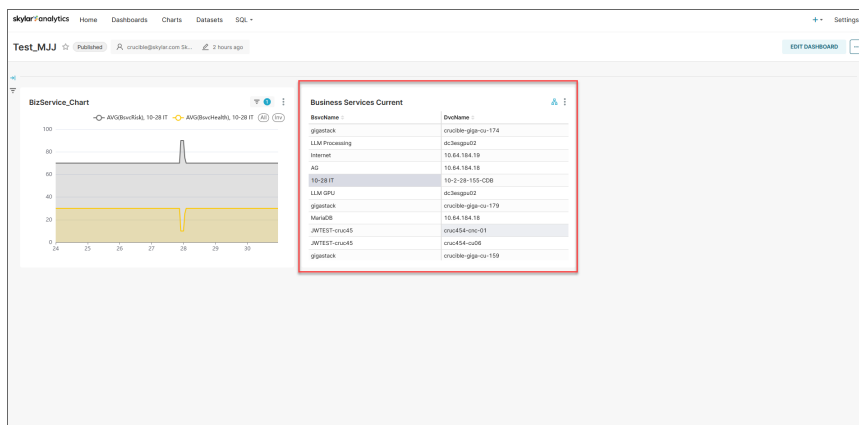 skylar analytics Home Dashboards Charts Datasets SQL + Settings
Test_MJJ Published crucible@skylar.com Sk... 2 hours ago EDIT DASHBOARD ...
BizService_Chart 1
AVG(BsvcRisk), 10-28 IT AVG(BsvcHealth), 10-28 IT All Inv
100
80
60
40
20
0
24 25 26 27 28 29 30
Business Services Current
BsvcName DvcName
gigastack crucible-giga-cu-174
LLM Processing dc3esgpu02
Internet 10.64.184.19
AG 10.64.184.18
10-28 IT 10-2-28-155-CDB
LLM GPU dc3esgpu02
gigastack crucible-giga-cu-179
MariaDB 10.64.184.18
JWTEST-cruc45 cruc454-cnc-01
JWTEST-cruc45 cruc454-cu06
gigastack crucible-giga-cu-159